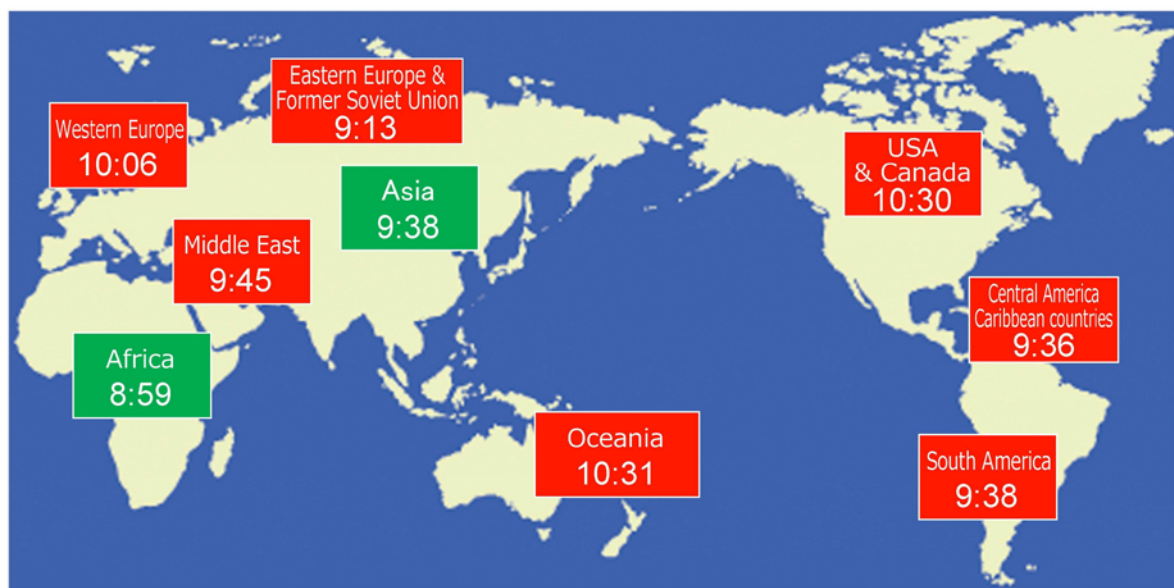 Eastern Europe &
Former Soviet Union
9:13
Western Europe
10:06
USA
& Canada
10:30
Asia
9:38
Middle East
9:45
Central America
Caribbean countries
9:36
Africa
8:59
Oceania
10:31
South America
9:38